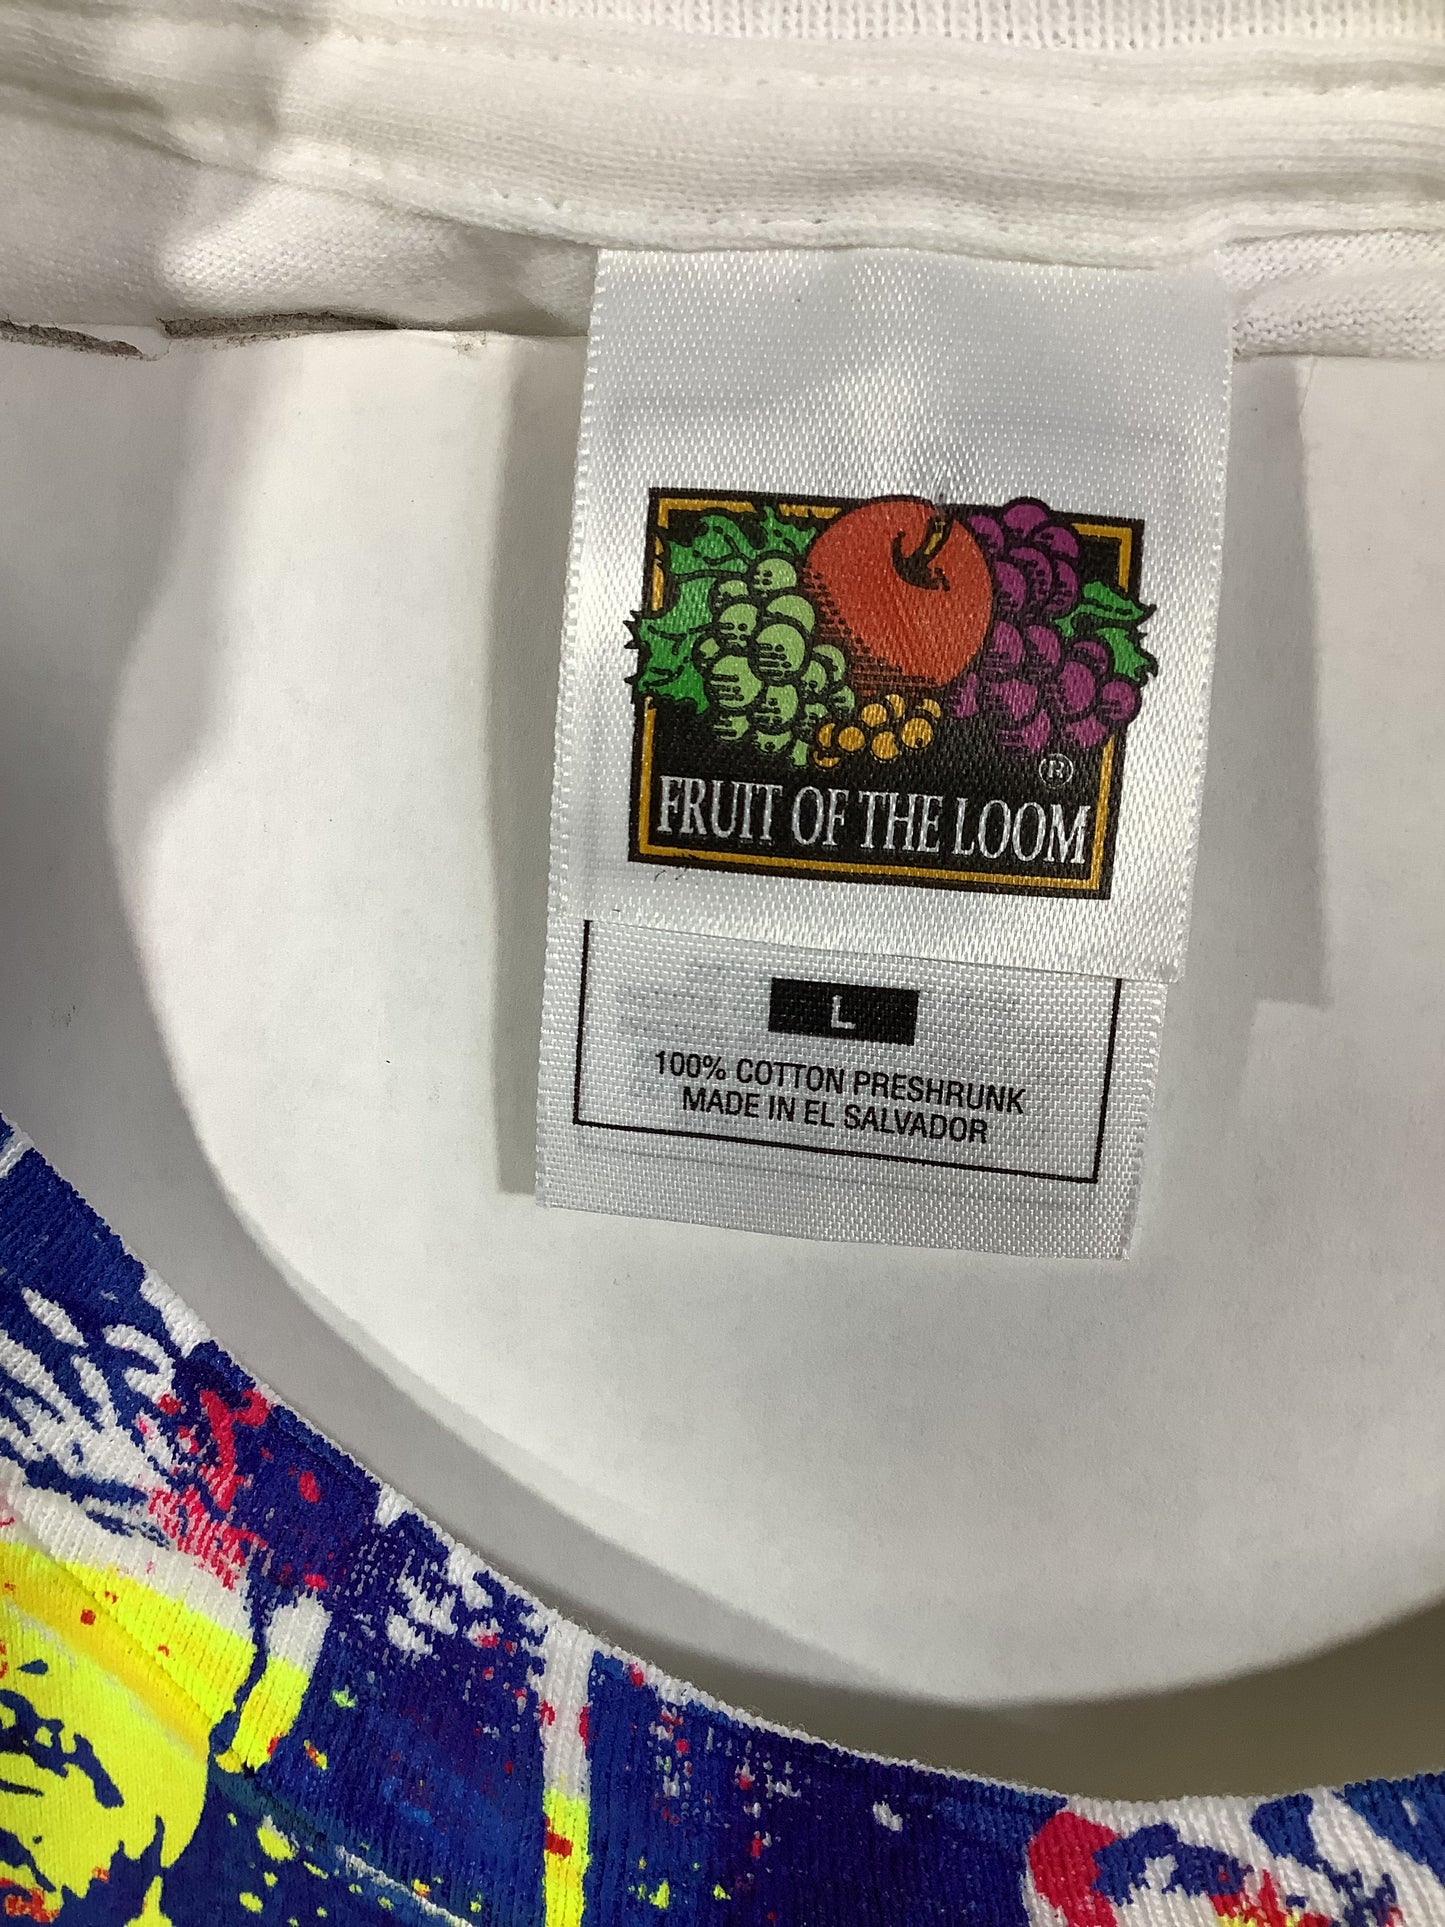 ®
FRUIT OF THE LOOM
L
100% COTTON PRESHRUNK
MADE IN EL SALVADOR